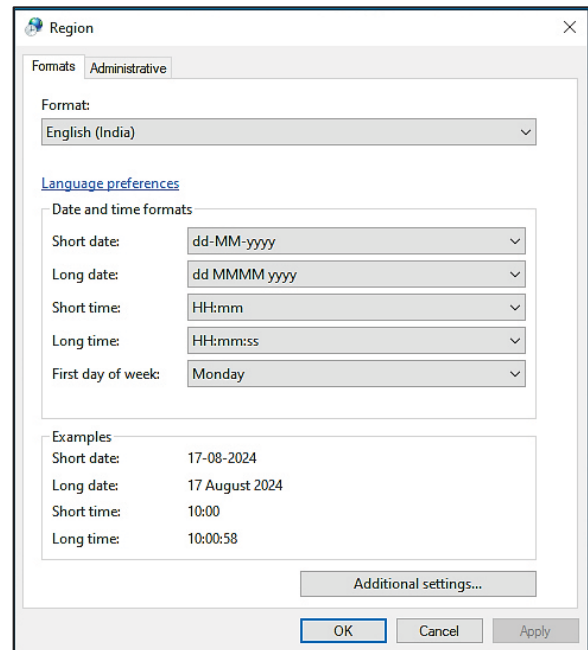 Region
Formats Administrative
Format:
English (India)
Language preferences
Date and time formats
Short date: dd-MM-yyyy
Long date: dd MMMM yyyy
Short time: HH:mm
Long time: HH:mm:ss
First day of week: Monday
Examples
Short date: 17-08-2024
Long date: 17 August 2024
Short time: 10:00
Long time: 10:00:58
Additional settings...
OK Cancel Apply